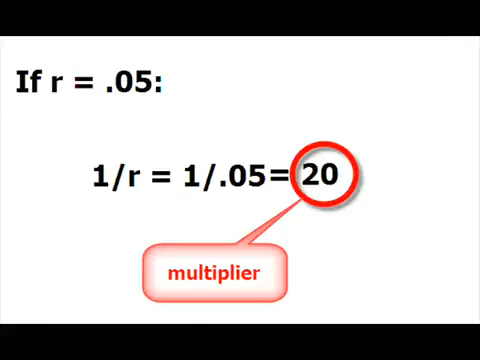 If r = .05:
1/r = 1/.05= 20
multiplier